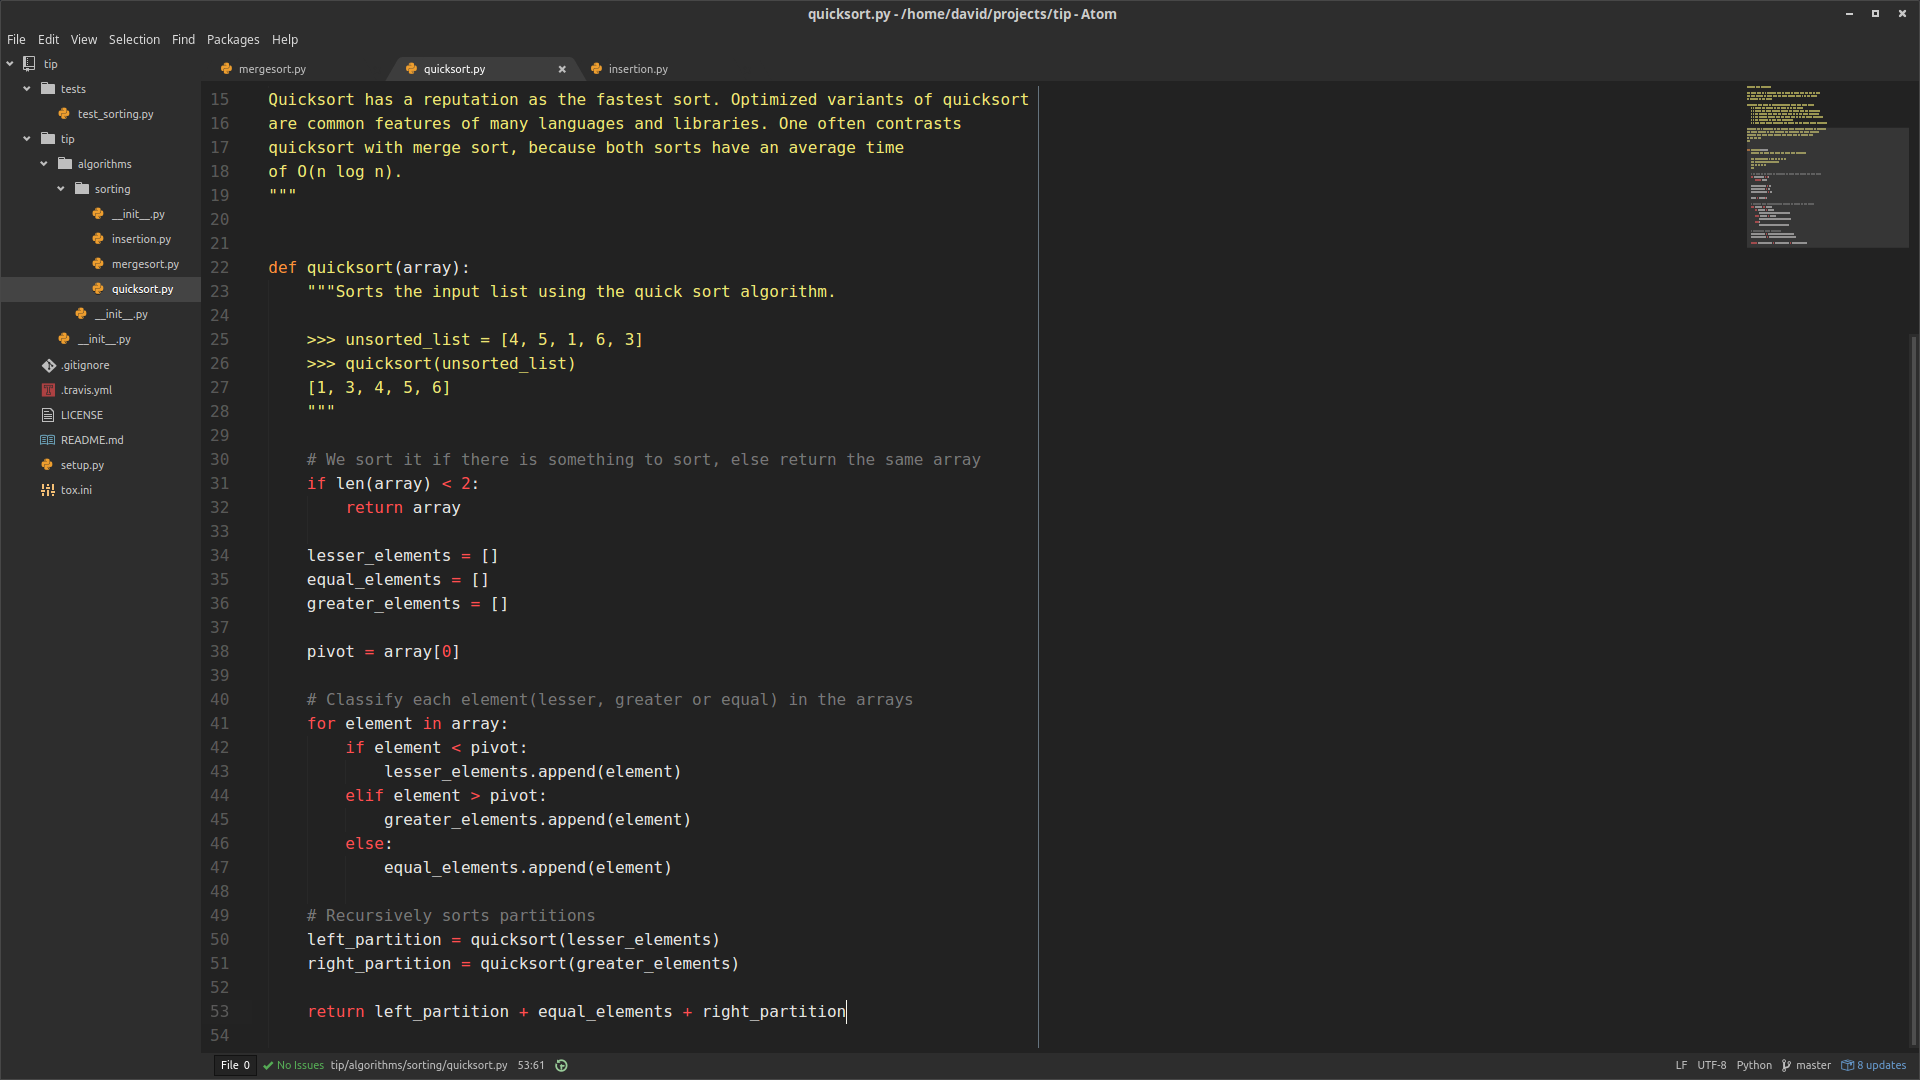 quicksort.py - /home/david/projects/tip - Atom
File Edit View Selection Find Packages Help
tip
tests
test_sorting.py
tip
algorithms
sorting
__init__.py
insertion.py
mergesort.py
quicksort.py
__init__.py
__init__.py
.gitignore
.travis.yml
LICENSE
README.md
setup.py
tox.ini
mergesort.py quicksort.py insertion.py
15 Quicksort has a reputation as the fastest sort. Optimized variants of quicksort
16 are common features of many languages and libraries. One often contrasts
17 quicksort with merge sort, because both sorts have an average time
18 of O(n log n).
19 """
20
21
22 def quicksort(array):
23     """Sorts the input list using the quick sort algorithm.
24
25     >>> unsorted_list = [4, 5, 1, 6, 3]
26     >>> quicksort(unsorted_list)
27     [1, 3, 4, 5, 6]
28     """
29
30     # We sort it if there is something to sort, else return the same array
31     if len(array) < 2:
32         return array
33
34     lesser_elements = []
35     equal_elements = []
36     greater_elements = []
37
38     pivot = array[0]
39
40     # Classify each element(lesser, greater or equal) in the arrays
41     for element in array:
42         if element < pivot:
43             lesser_elements.append(element)
44         elif element > pivot:
45             greater_elements.append(element)
46         else:
47             equal_elements.append(element)
48
49     # Recursively sorts partitions
50     left_partition = quicksort(lesser_elements)
51     right_partition = quicksort(greater_elements)
52
53     return left_partition + equal_elements + right_partition
54
File 0 No Issues tip/algorithms/sorting/quicksort.py 53:61 LF UTF-8 Python master 8 updates